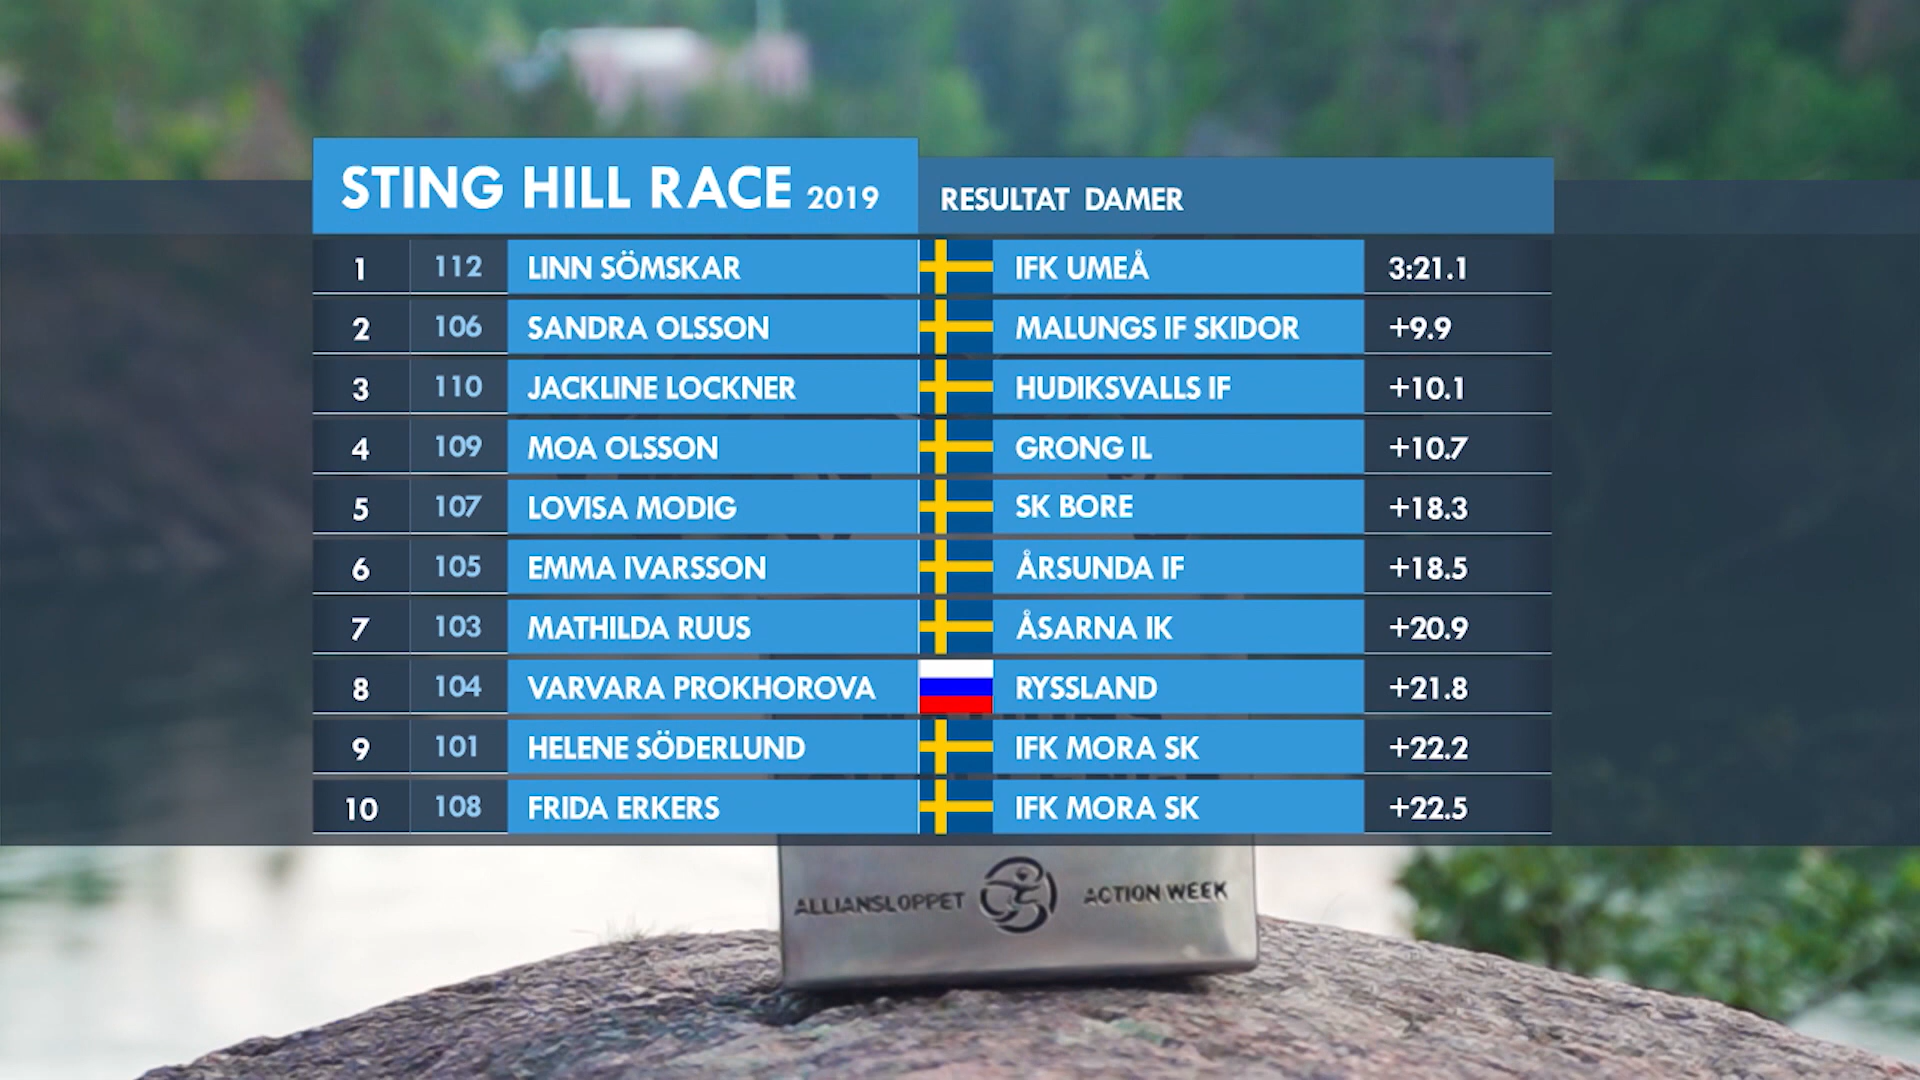 STING HILL RACE 2019 RESULTAT DAMER
1 112 LINN SÖMSKAR IFK UMEÅ 3:21.1
2 106 SANDRA OLSSON MALUNGS IF SKIDOR +9.9
3 110 JACKLINE LOCKNER HUDIKSVALLS IF +10.1
4 109 MOA OLSSON GRONG IL +10.7
5 107 LOVISA MODIG SK BORE +18.3
6 105 EMMA IVARSSON ÅRSUNDA IF +18.5
7 103 MATHILDA RUUS ÅSARNA IK +20.9
8 104 VARVARA PROKHOROVA RYSSLAND +21.8
9 101 HELENE SÖDERLUND IFK MORA SK +22.2
10 108 FRIDA ERKERS IFK MORA SK +22.5
ALLIANSLOPPET ACTION WEEK